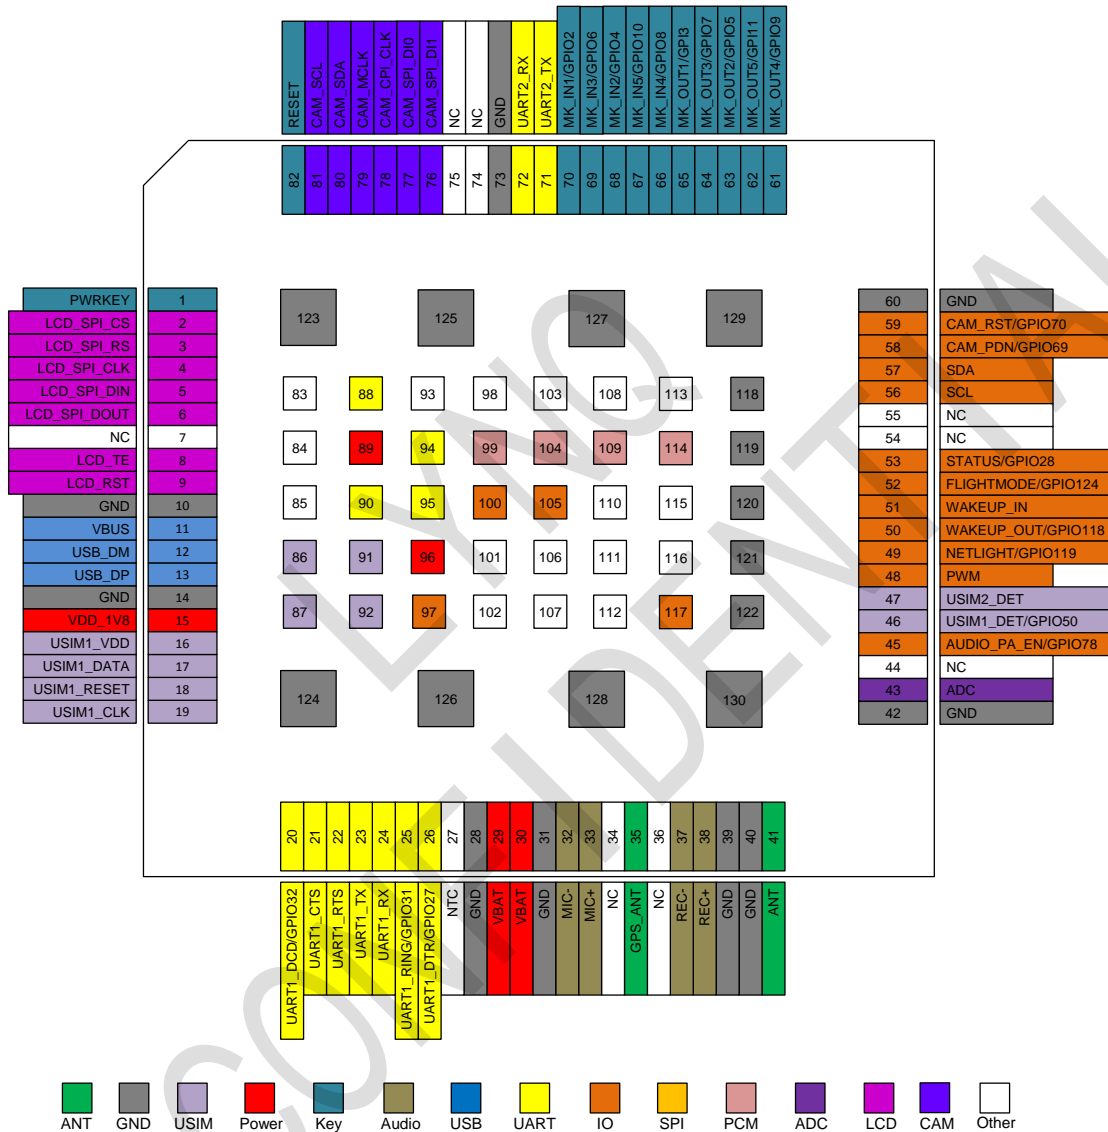 RESET
CAM_SCL
CAM_SDA
CAM_MCLK
CAM_CPI_CLK
CAM_SPI_DI0
CAM_SPI_DI1
NC
NC
GND
UART2_RX
UART2_TX
MK_IN1/GPIO2
MK_IN3/GPIO6
MK_IN2/GPIO4
MK_IN5/GPIO10
MK_IN4/GPIO8
MK_OUT1/GPI3
MK_OUT3/GPIO7
MK_OUT2/GPIO5
MK_OUT5/GPI11
MK_OUT4/GPIO9
82 81 80 79 78 77 76 75 74 73 72 71 70 69 68 67 66 65 64 63 62 61
PWRKEY 1
LCD_SPI_CS 2
LCD_SPI_RS 3
LCD_SPI_CLK 4
LCD_SPI_DIN 5
LCD_SPI_DOUT 6
NC 7
LCD_TE 8
LCD_RST 9
GND 10
VBUS 11
USB_DM 12
USB_DP 13
GND 14
VDD_1V8 15
USIM1_VDD 16
USIM1_DATA 17
USIM1_RESET 18
USIM1_CLK 19
123 125 127 129
83 88 93 98 103 108 113 118
84 89 94 99 104 109 114 119
85 90 95 100 105 110 115 120
86 91 96 101 106 111 116 121
87 92 97 102 107 112 117 122
124 126 128 130
60 GND
59 CAM_RST/GPIO70
58 CAM_PDN/GPIO69
57 SDA
56 SCL
55 NC
54 NC
53 STATUS/GPIO28
52 FLIGHTMODE/GPIO124
51 WAKEUP_IN
50 WAKEUP_OUT/GPIO118
49 NETLIGHT/GPIO119
48 PWM
47 USIM2_DET
46 USIM1_DET/GPIO50
45 AUDIO_PA_EN/GPIO78
44 NC
43 ADC
42 GND
20 21 22 23 24 25 26 27 28 29 30 31 32 33 34 35 36 37 38 39 40 41
UART1_DCD/GPIO32
UART1_CTS
UART1_RTS
UART1_TX
UART1_RX
UART1_RING/GPIO31
UART1_DTR/GPIO27
NTC
GND
VBAT
VBAT
GND
MIC-
MIC+
NC
GPS_ANT
NC
REC-
REC+
GND
GND
ANT
ANT GND USIM Power Key Audio USB UART IO SPI PCM ADC LCD CAM Other
LYNQ
CONFIDENTIAL